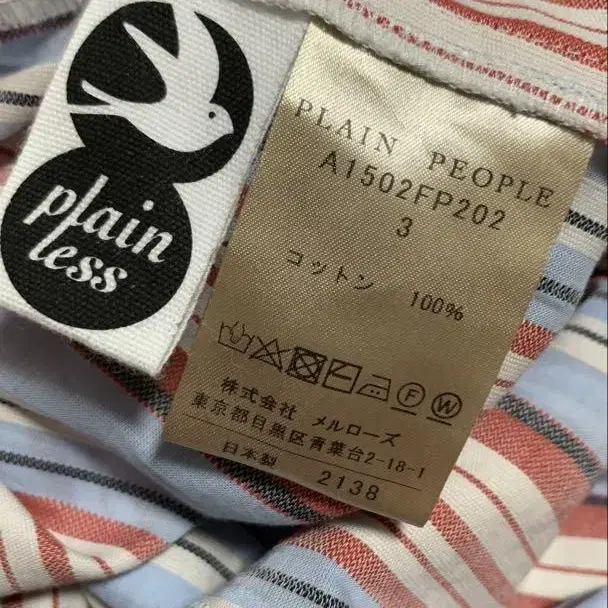 plain
less
PLAIN PEOPLE
A1502FP202
3
コットン 100%
F W
株式会社 メルローズ
東京都目黒区青葉台2-18-1
日本製 2138